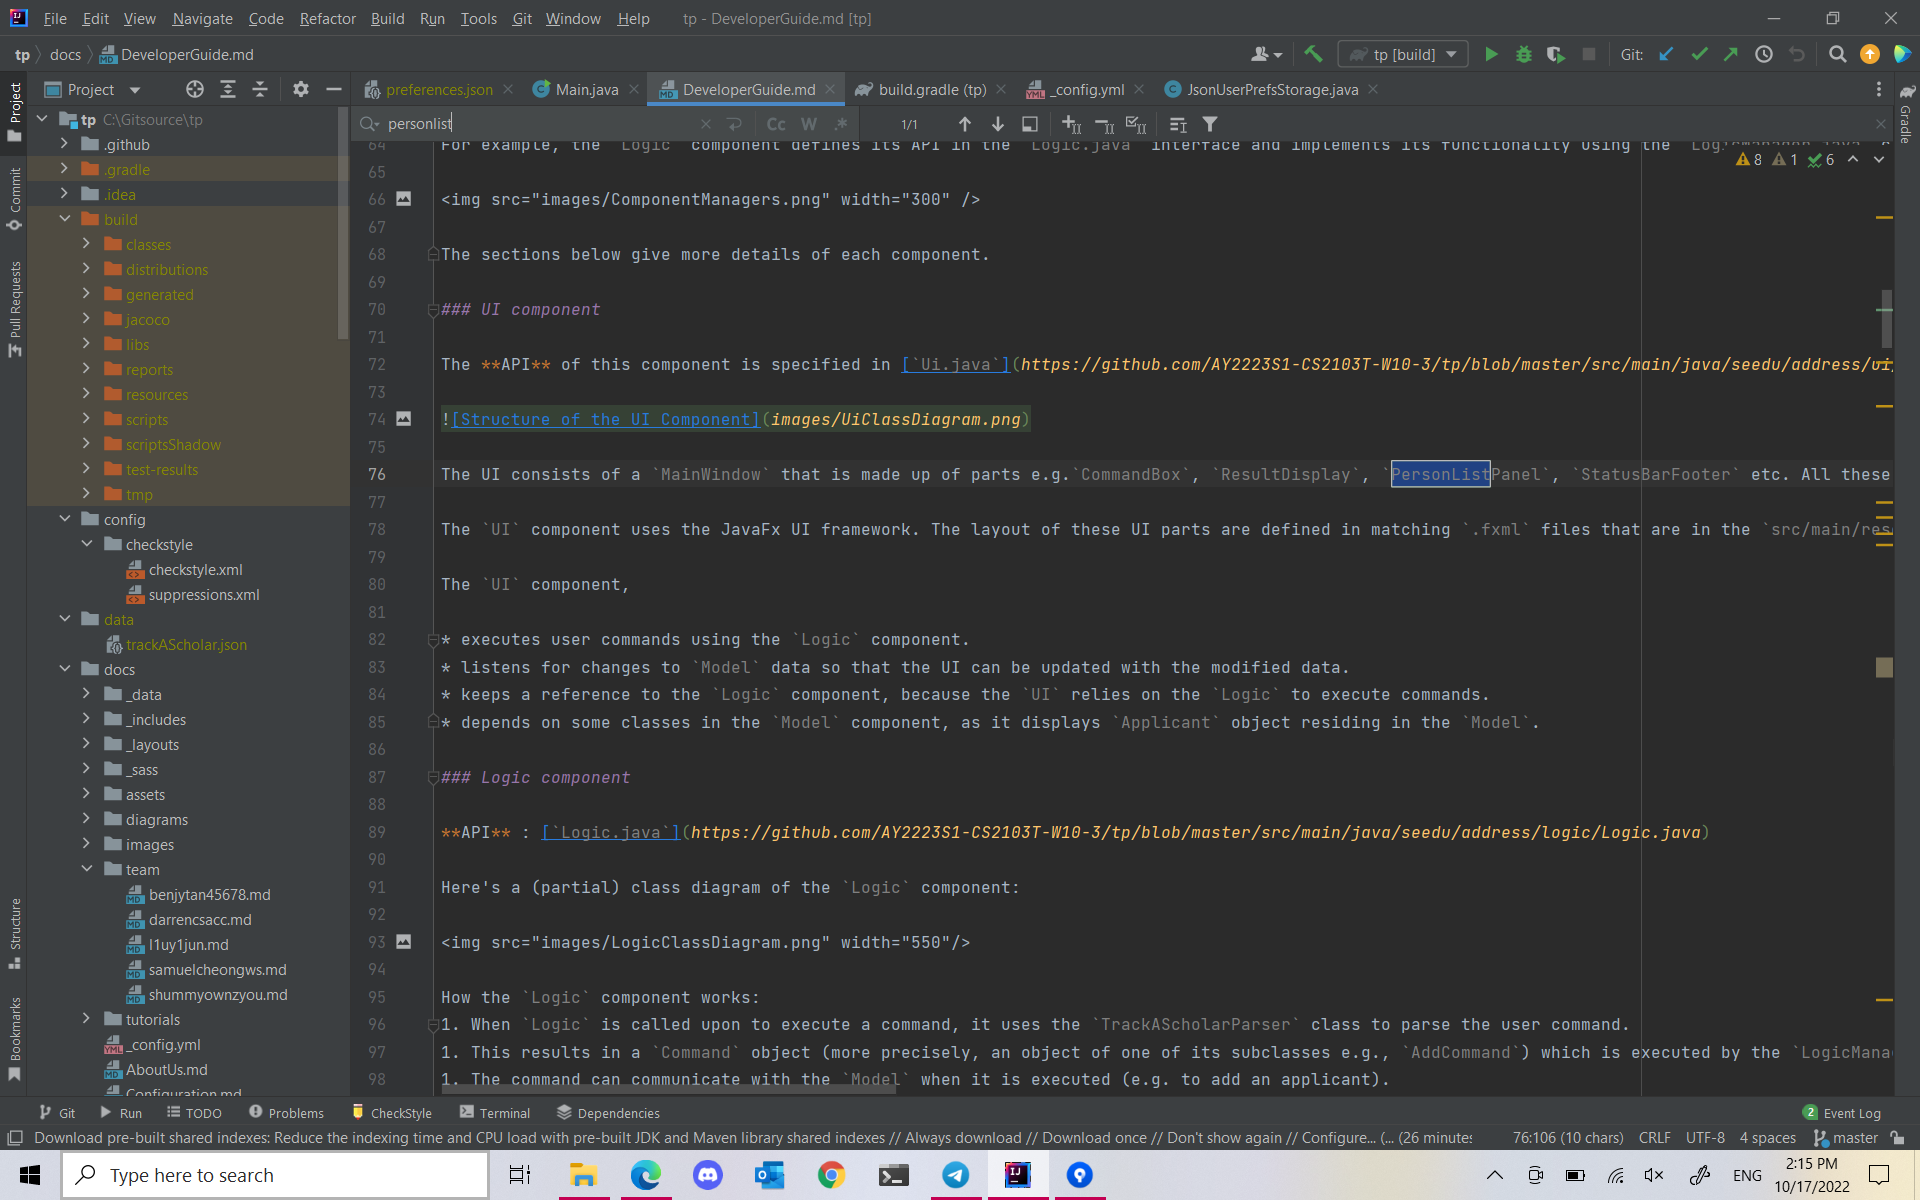 File Edit View Navigate Code Refactor Build Run Tools Git Window Help tp - DeveloperGuide.md [tp]
tp docs DeveloperGuide.md
tp [build]
Git:
Project
preferences.json
Main.java
DeveloperGuide.md
build.gradle (tp)
_config.yml
JsonUserPrefsStorage.java
personlist
Cc W .*
1/1
8 1 6
Project
Commit
Pull Requests
Structure
Bookmarks
Gradle
tp C:\Gitsource\tp
.github
.gradle
.idea
build
classes
distributions
generated
jacoco
libs
reports
resources
scripts
scriptsShadow
test-results
tmp
config
checkstyle
checkstyle.xml
suppressions.xml
data
trackAScholar.json
docs
_data
_includes
_layouts
_sass
assets
diagrams
images
team
benjytan45678.md
darrencsacc.md
l1uy1jun.md
samuelcheongws.md
shummyownzyou.md
tutorials
_config.yml
AboutUs.md
Configuration.md
64 For example, the `Logic` component defines its API in the `Logic.java` interface and implements its functionality using the `LogicManager.java`
65
66 <img src="images/ComponentManagers.png" width="300" />
67
68 The sections below give more details of each component.
69
70 ### UI component
71
72 The **API** of this component is specified in [`Ui.java`](https://github.com/AY2223S1-CS2103T-W10-3/tp/blob/master/src/main/java/seedu/address/ui/
73
74 ![Structure of the UI Component](images/UiClassDiagram.png)
75
76 The UI consists of a `MainWindow` that is made up of parts e.g.`CommandBox`, `ResultDisplay`, `PersonListPanel`, `StatusBarFooter` etc. All these
77
78 The `UI` component uses the JavaFx UI framework. The layout of these UI parts are defined in matching `.fxml` files that are in the `src/main/res
79
80 The `UI` component,
81
82 * executes user commands using the `Logic` component.
83 * listens for changes to `Model` data so that the UI can be updated with the modified data.
84 * keeps a reference to the `Logic` component, because the `UI` relies on the `Logic` to execute commands.
85 * depends on some classes in the `Model` component, as it displays `Applicant` object residing in the `Model`.
86
87 ### Logic component
88
89 **API** : [`Logic.java`](https://github.com/AY2223S1-CS2103T-W10-3/tp/blob/master/src/main/java/seedu/address/logic/Logic.java)
90
91 Here's a (partial) class diagram of the `Logic` component:
92
93 <img src="images/LogicClassDiagram.png" width="550"/>
94
95 How the `Logic` component works:
96 1. When `Logic` is called upon to execute a command, it uses the `TrackAScholarParser` class to parse the user command.
97 1. This results in a `Command` object (more precisely, an object of one of its subclasses e.g., `AddCommand`) which is executed by the `LogicMana
98 1. The command can communicate with the `Model` when it is executed (e.g. to add an applicant).
Git Run TODO Problems CheckStyle Terminal Dependencies 2 Event Log
Download pre-built shared indexes: Reduce the indexing time and CPU load with pre-built JDK and Maven library shared indexes // Always download // Download once // Don't show again // Configure... (... (26 minutes
76:106 (10 chars) CRLF UTF-8 4 spaces master
Type here to search
ENG
2:15 PM
10/17/2022